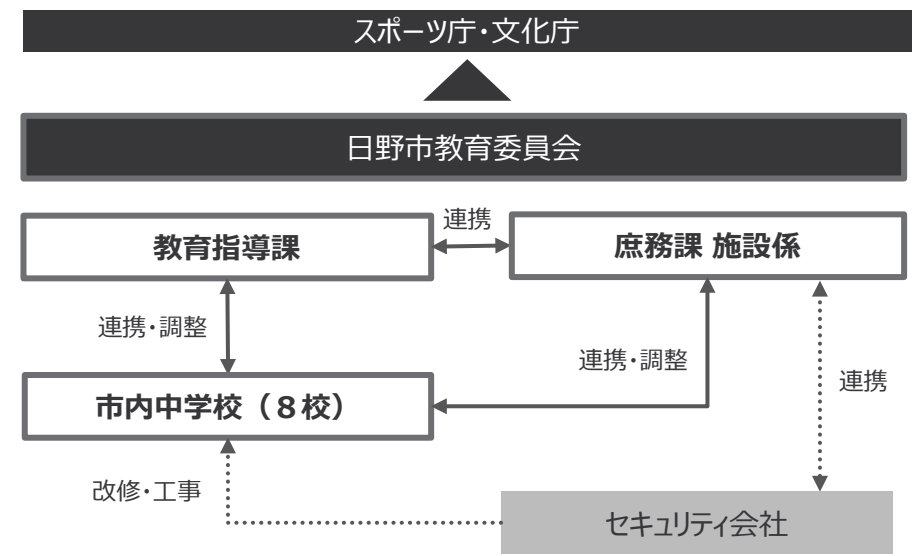 スポーツ庁・文化庁
日野市教育委員会
連携
教育指導課
庶務課 施設係
連携・調整
連携・調整
連携
市内中学校（８校）
改修・工事
セキュリティ会社